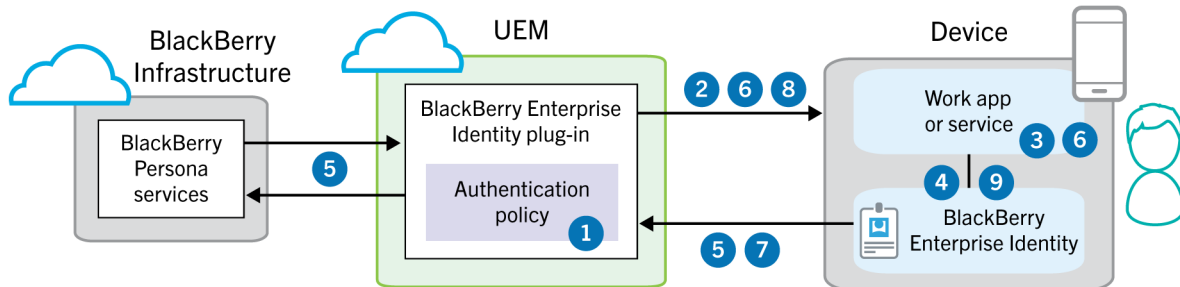 BlackBerry
Infrastructure
BlackBerry
Persona
services
5
UEM
BlackBerry Enterprise
Identity plug-in
Authentication
policy
1
2 6 8
5 7
Device
Work app
or service
3 6
4 9
BlackBerry
Enterprise Identity